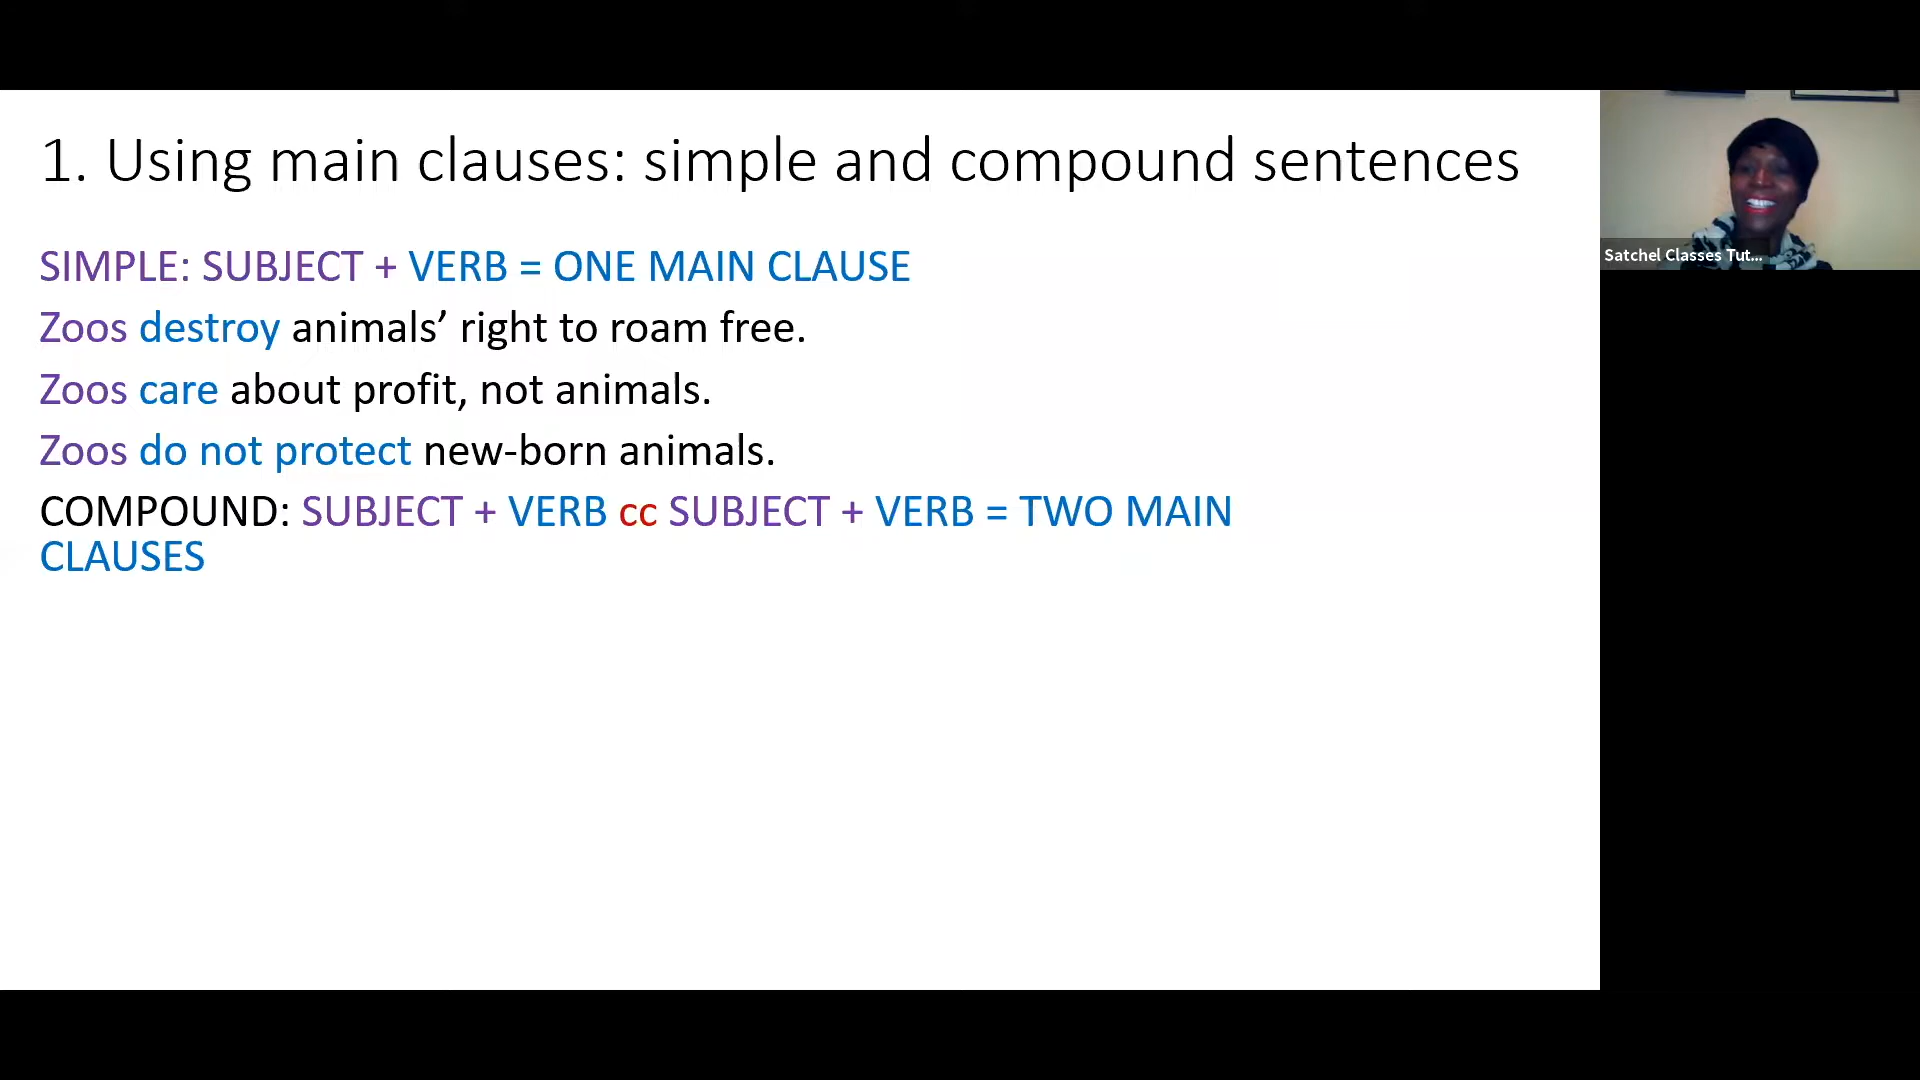 1. Using main clauses: simple and compound sentences
SIMPLE: SUBJECT + VERB = ONE MAIN CLAUSE
Zoos destroy animals’ right to roam free.
Zoos care about profit, not animals.
Zoos do not protect new-born animals.
COMPOUND: SUBJECT + VERB cc SUBJECT + VERB = TWO MAIN
CLAUSES
Satchel Classes Tut...